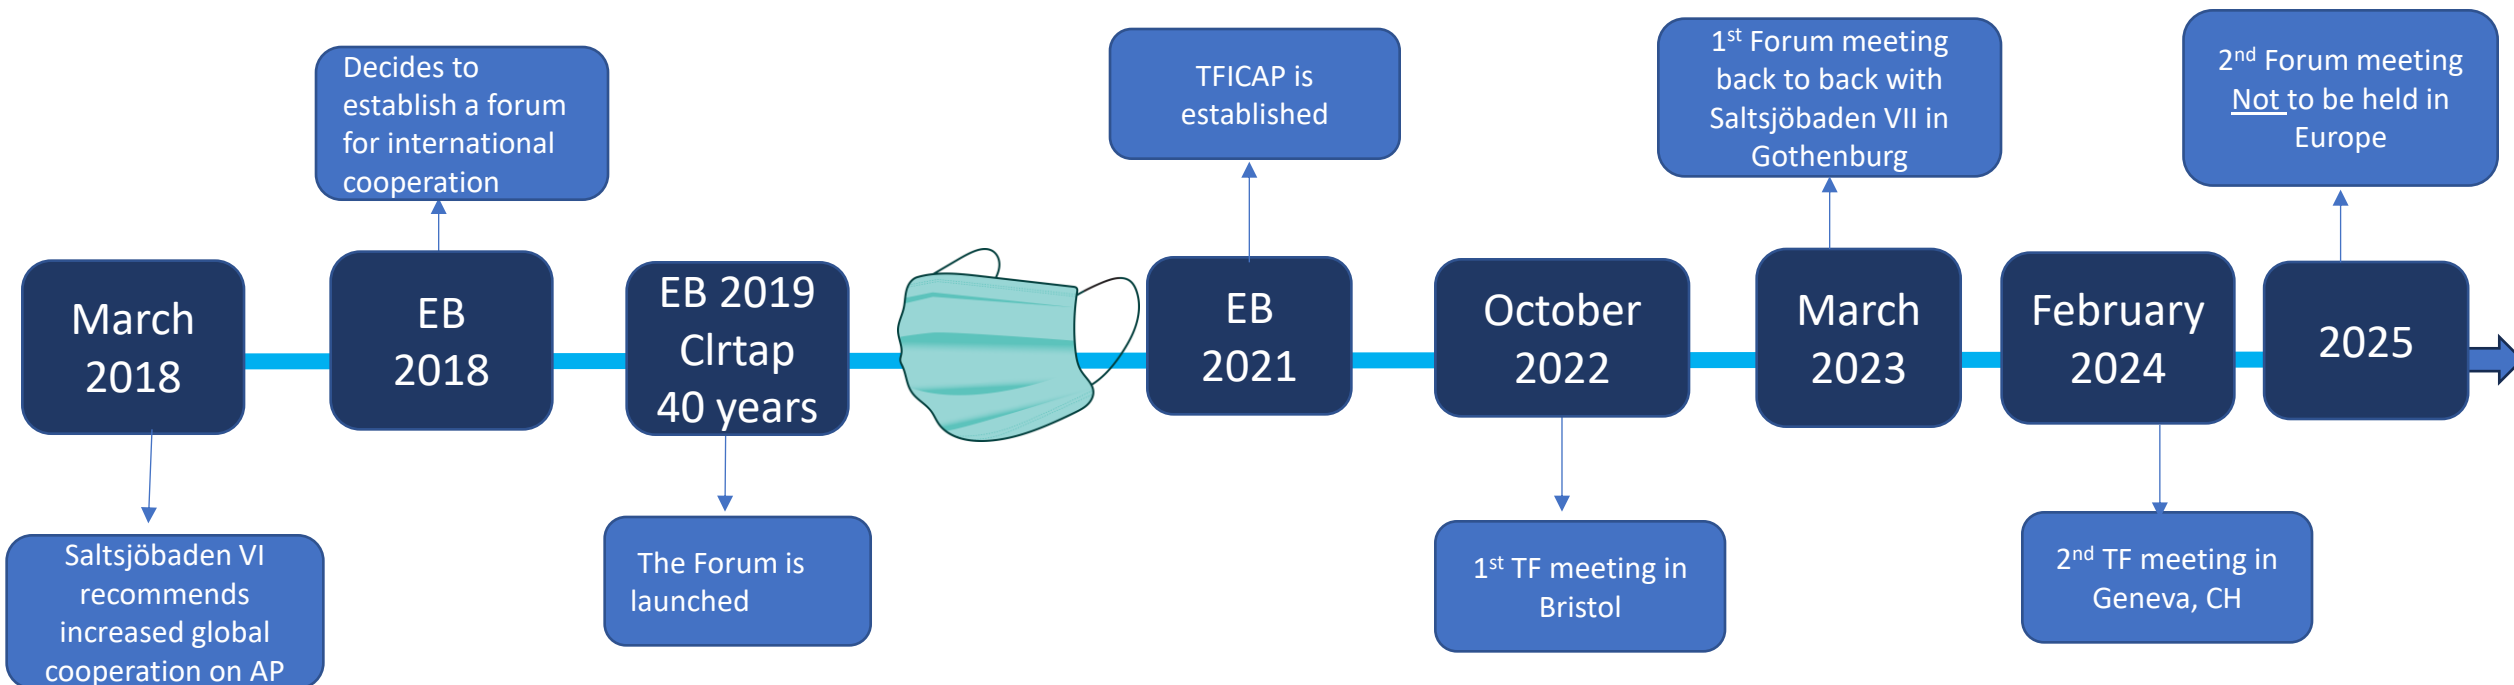 Decides to
establish a forum
for international
cooperation
TFICAP is
established
1st Forum meeting
back to back with
Saltsjöbaden VII in
Gothenburg
2nd Forum meeting
Not to be held in
Europe
March
2018
EB
2018
EB 2019
Clrtap
40 years
EB
2021
October
2022
March
2023
February
2024
2025
Saltsjöbaden VI
recommends
increased global
cooperation on AP
The Forum is
launched
1st TF meeting in
Bristol
2nd TF meeting in
Geneva, CH